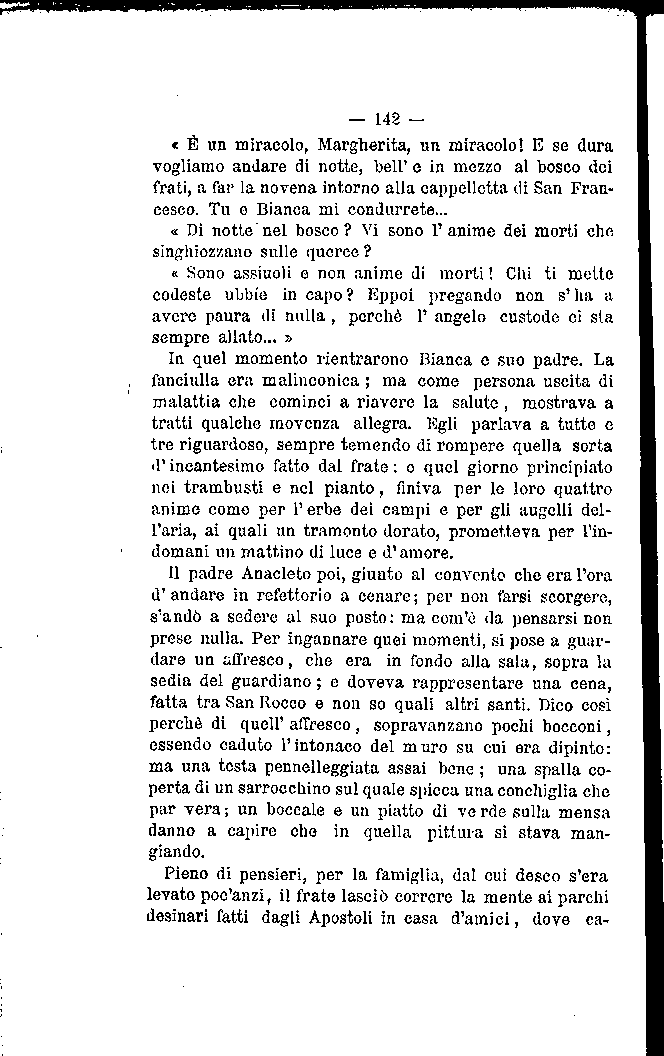 — 142 —
« È un miracolo, Margherita, un miracolo! E se dura
vogliamo andare di notte, bell' e in mezzo al bosco dei
frati, a far la novena intorno alla cappelletta di San Fran-
cesco. Tu e Bianca mi condurrete...
« Di notte nel bosco? Vi sono l' anime dei morti che
singhiozzano sulle querce?
« Sono assiuoli e non anime di morti! Chi ti mette
codeste ubbíe in capo? Eppoi pregando non s' ha a
avere paura di nulla, perchè l' angelo custode ci sta
sempre allato... »
In quel momento rientrarono Bianca e suo padre. La
fanciulla era malinconica; ma come persona uscita di
malattia che cominci a riavere la salute, mostrava a
tratti qualche movenza allegra. Egli parlava a tutte e
tre riguardoso, sempre temendo di rompere quella sorta
d' incantesimo fatto dal frate: e quel giorno principiato
nei trambusti e nel pianto, finiva per le loro quattro
anime come per l' erbe dei campi e per gli augelli del-
l'aria, ai quali un tramonto dorato, prometteva per l'in-
domani un mattino di luce e d' amore.
Il padre Anacleto poi, giunto al convento che era l'ora
d' andare in refettorio a cenare; per non farsi scorgere,
s'andò a sedere al suo posto: ma com'è da pensarsi non
prese nulla. Per ingannare quei momenti, si pose a guar-
dare un affresco, che era in fondo alla sala, sopra la
sedia del guardiano; e doveva rappresentare una cena,
fatta tra San Rocco e non so quali altri santi. Dico così
perchè di quell' affresco, sopravanzano pochi bocconi,
essendo caduto l' intonaco del muro su cui era dipinto:
ma una testa pennelleggiata assai bene; una spalla co-
perta di un sarrocchino sul quale spicca una conchiglia che
par vera; un boccale e un piatto di verde sulla mensa
danno a capire che in quella pittura si stava man-
giando.
Pieno di pensieri, per la famiglia, dal cui desco s'era
levato poc'anzi, il frate lasciò correre la mente ai parchi
desinari fatti dagli Apostoli in casa d'amici, dove ca-